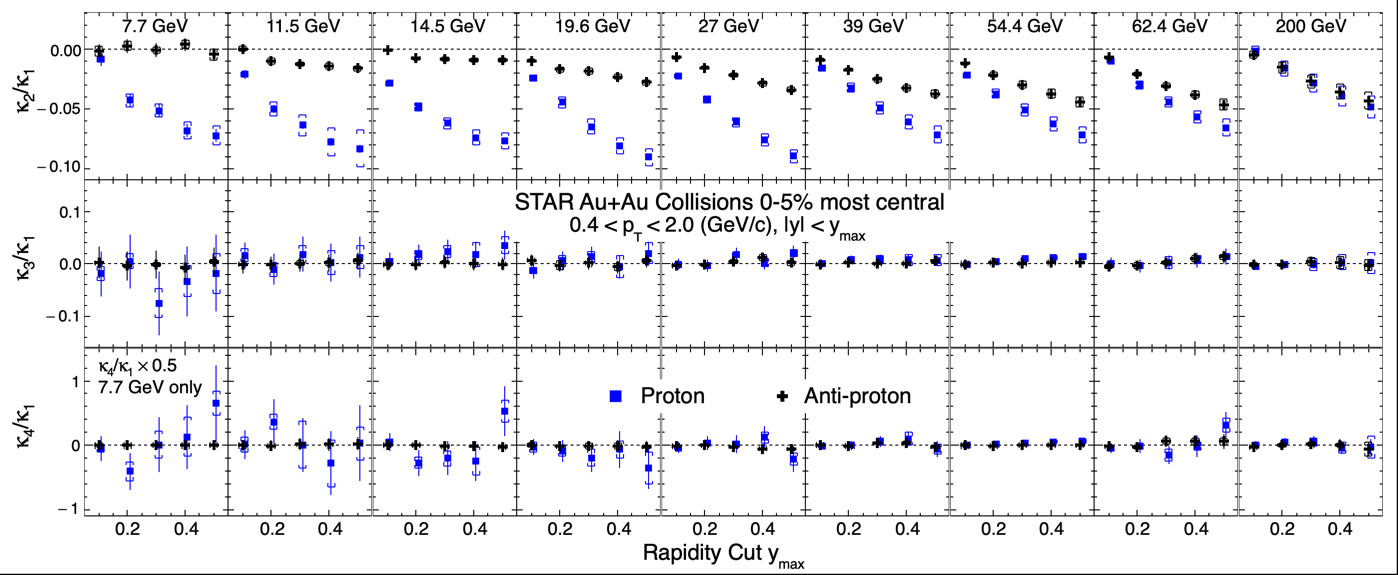 7.7 GeV 11.5 GeV 14.5 GeV 19.6 GeV 27 GeV 39 GeV 54.4 GeV 62.4 GeV 200 GeV
κ₂/κ₁
0.00
−0.05
−0.10
STAR Au+Au Collisions 0-5% most central
0.4 < p_T < 2.0 (GeV/c), |y| < y_max
κ₃/κ₁
0.1
0.0
−0.1
κ₄/κ₁ × 0.5
7.7 GeV only
Proton Anti-proton
κ₄/κ₁
1
0
−1
0.2 0.4 0.2 0.4 0.2 0.4 0.2 0.4 0.2 0.4 0.2 0.4 0.2 0.4 0.2 0.4 0.2 0.4
Rapidity Cut y_max